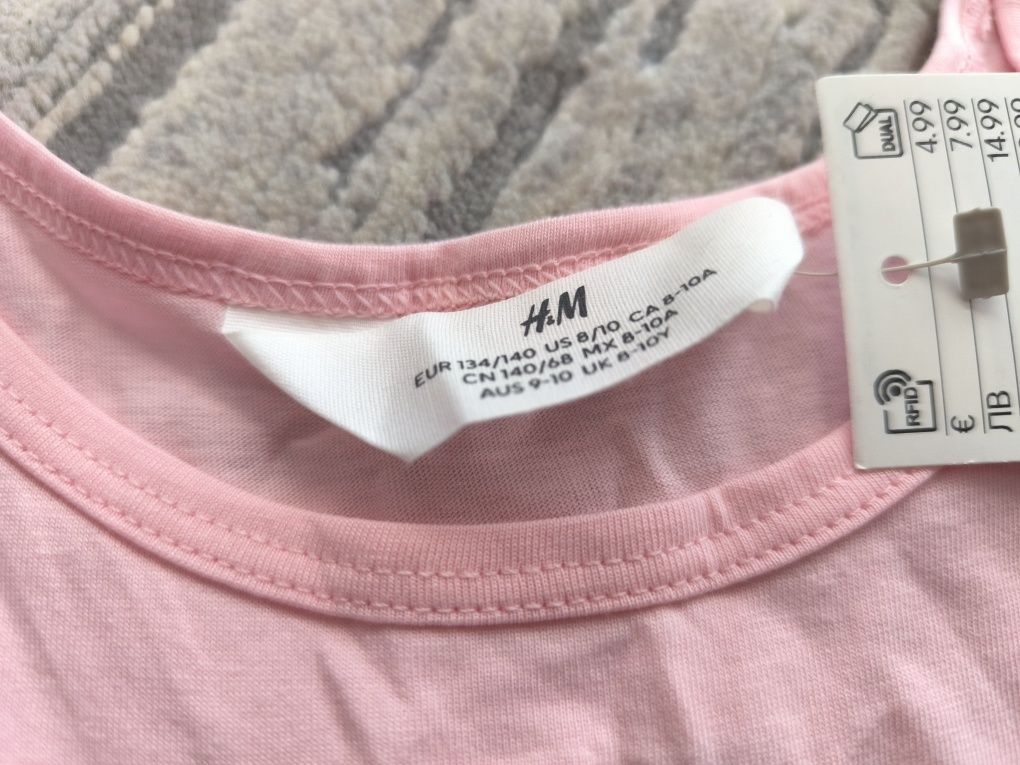 H&M
EUR 134/140 US 8/10 CA 8-10A
CN 140/68 MX 8-10A
AUS 9-10 UK 8-10Y
DUAL
RFID
4.99
€ 7.99
ЛВ 14.99